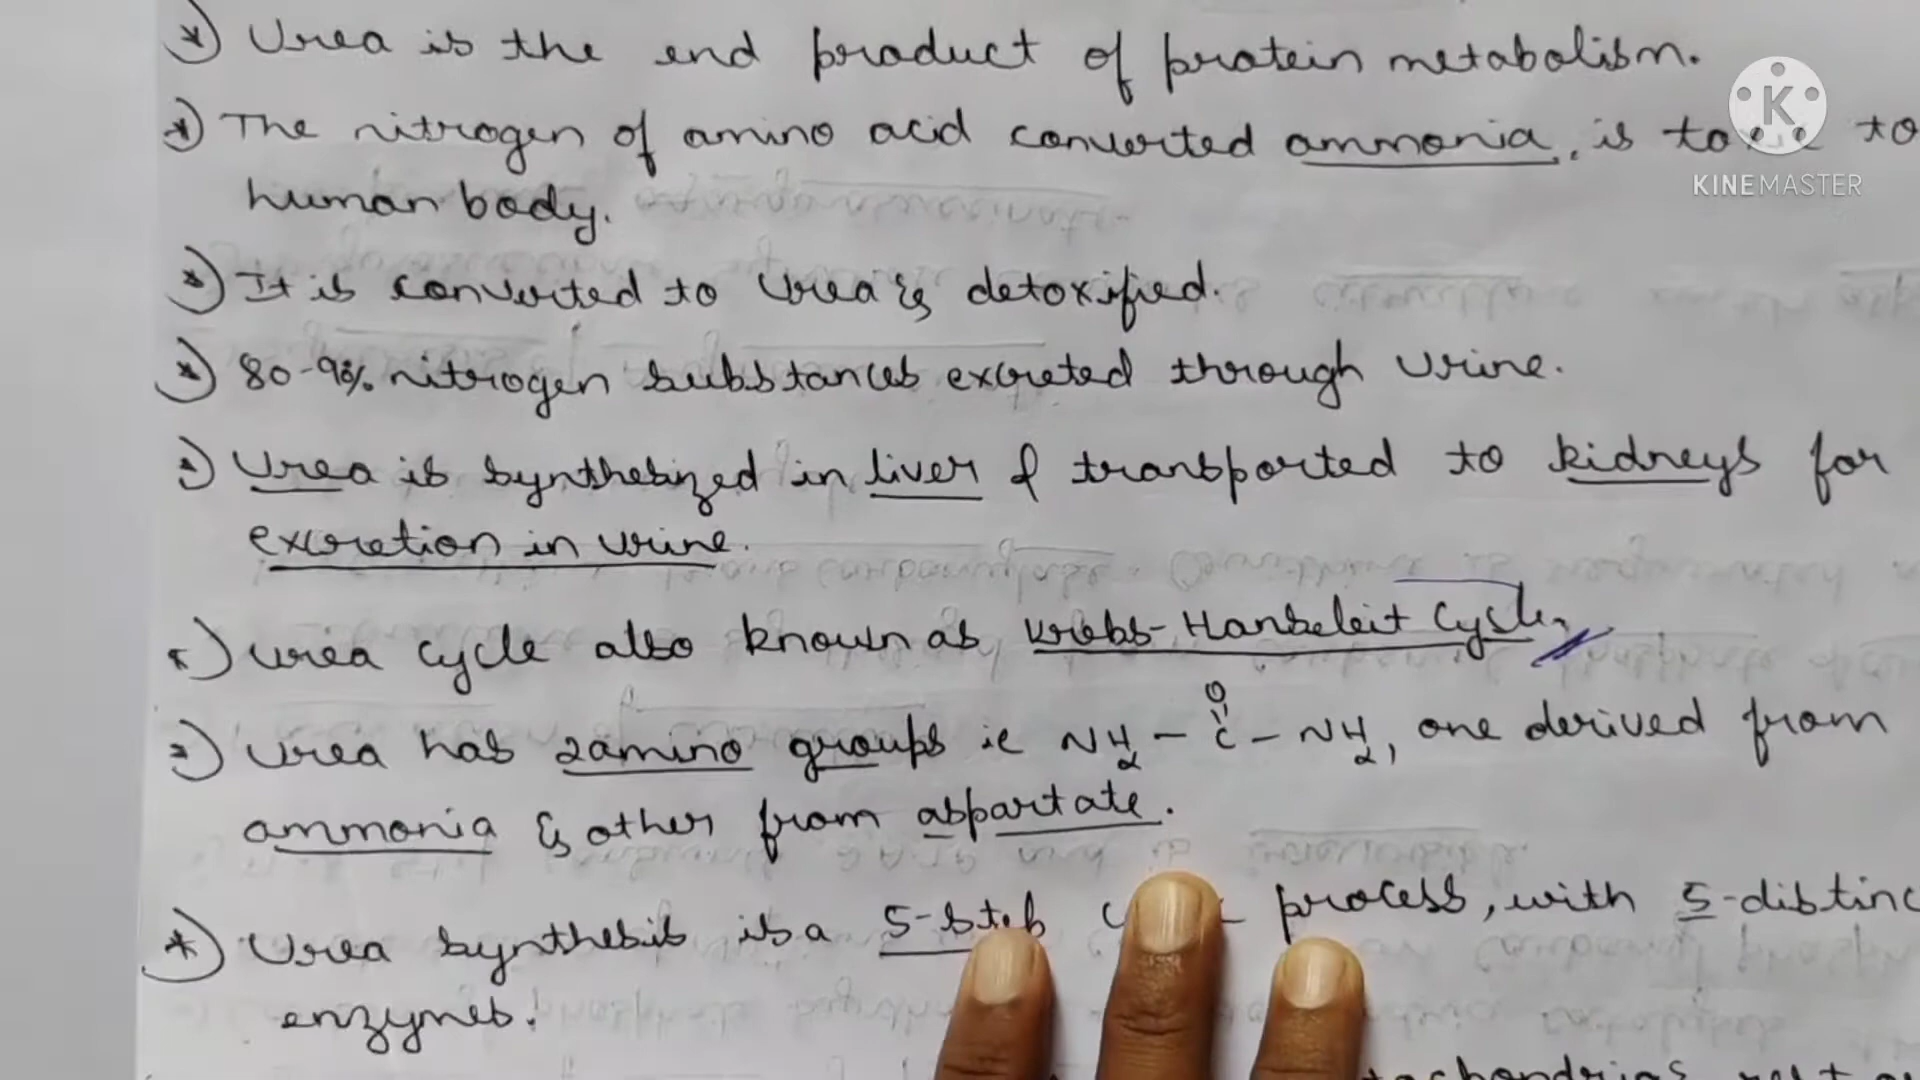 *) Urea is the end product of protein metabolism.
*) The nitrogen of amino acid converted ammonia, is toxic to
human body.
*) It is converted to Urea & detoxified.
*) 80-90% nitrogen substances excreted through urine.
*) Urea is synthesized in liver & transported to kidneys for
excretion in urine.
*) Urea cycle also known as Krebs-Hanseleit Cycle.
*) Urea has 2 amino groups ie NH2 - C - NH2, one derived from
O
ammonia & other from aspartate.
*) Urea synthesis is a 5-step process, with 5-distinc
enzymes.
K
KINEMASTER